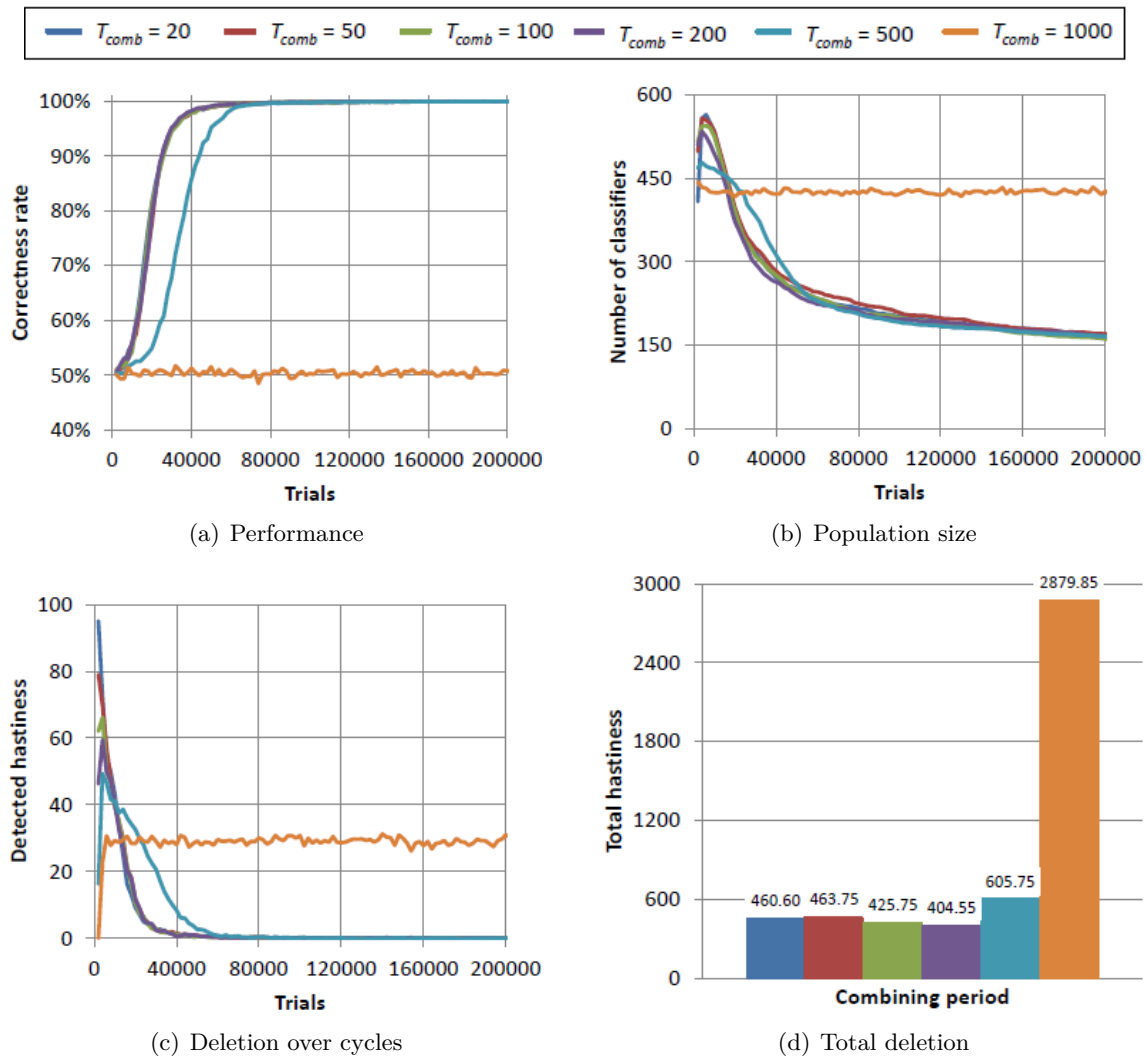 T_comb = 20 T_comb = 50 T_comb = 100 T_comb = 200 T_comb = 500 T_comb = 1000
100%
90%
80%
70%
60%
50%
40%
Correctness rate
0 40000 80000 120000 160000 200000
Trials
(a) Performance
600
450
300
150
0
Number of classifiers
0 40000 80000 120000 160000 200000
Trials
(b) Population size
100
80
60
40
20
0
Detected hastiness
0 40000 80000 120000 160000 200000
Trials
(c) Deletion over cycles
3000
2400
1800
1200
600
0
Total hastiness
460.60 463.75 425.75 404.55 605.75 2879.85
Combining period
(d) Total deletion